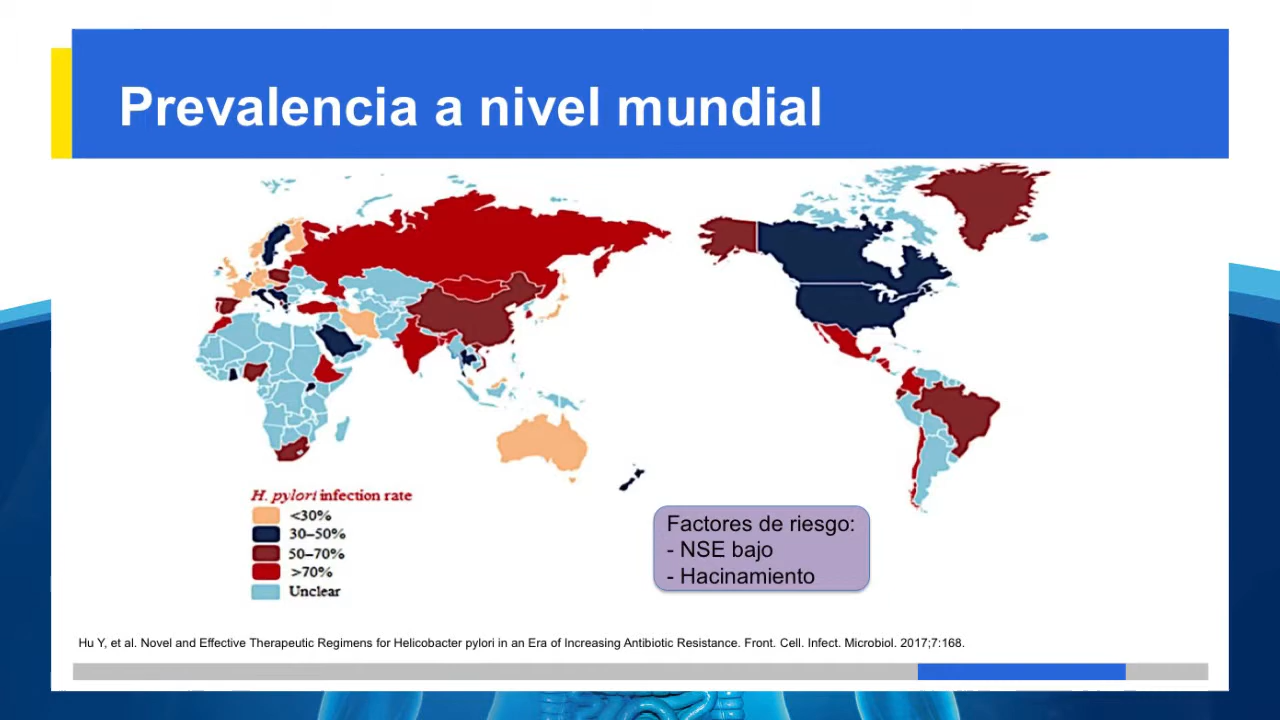 Prevalencia a nivel mundial
H. pylori infection rate
<30%
30–50%
50–70%
>70%
Unclear
Factores de riesgo:
- NSE bajo
- Hacinamiento
Hu Y, et al. Novel and Effective Therapeutic Regimens for Helicobacter pylori in an Era of Increasing Antibiotic Resistance. Front. Cell. Infect. Microbiol. 2017;7:168.